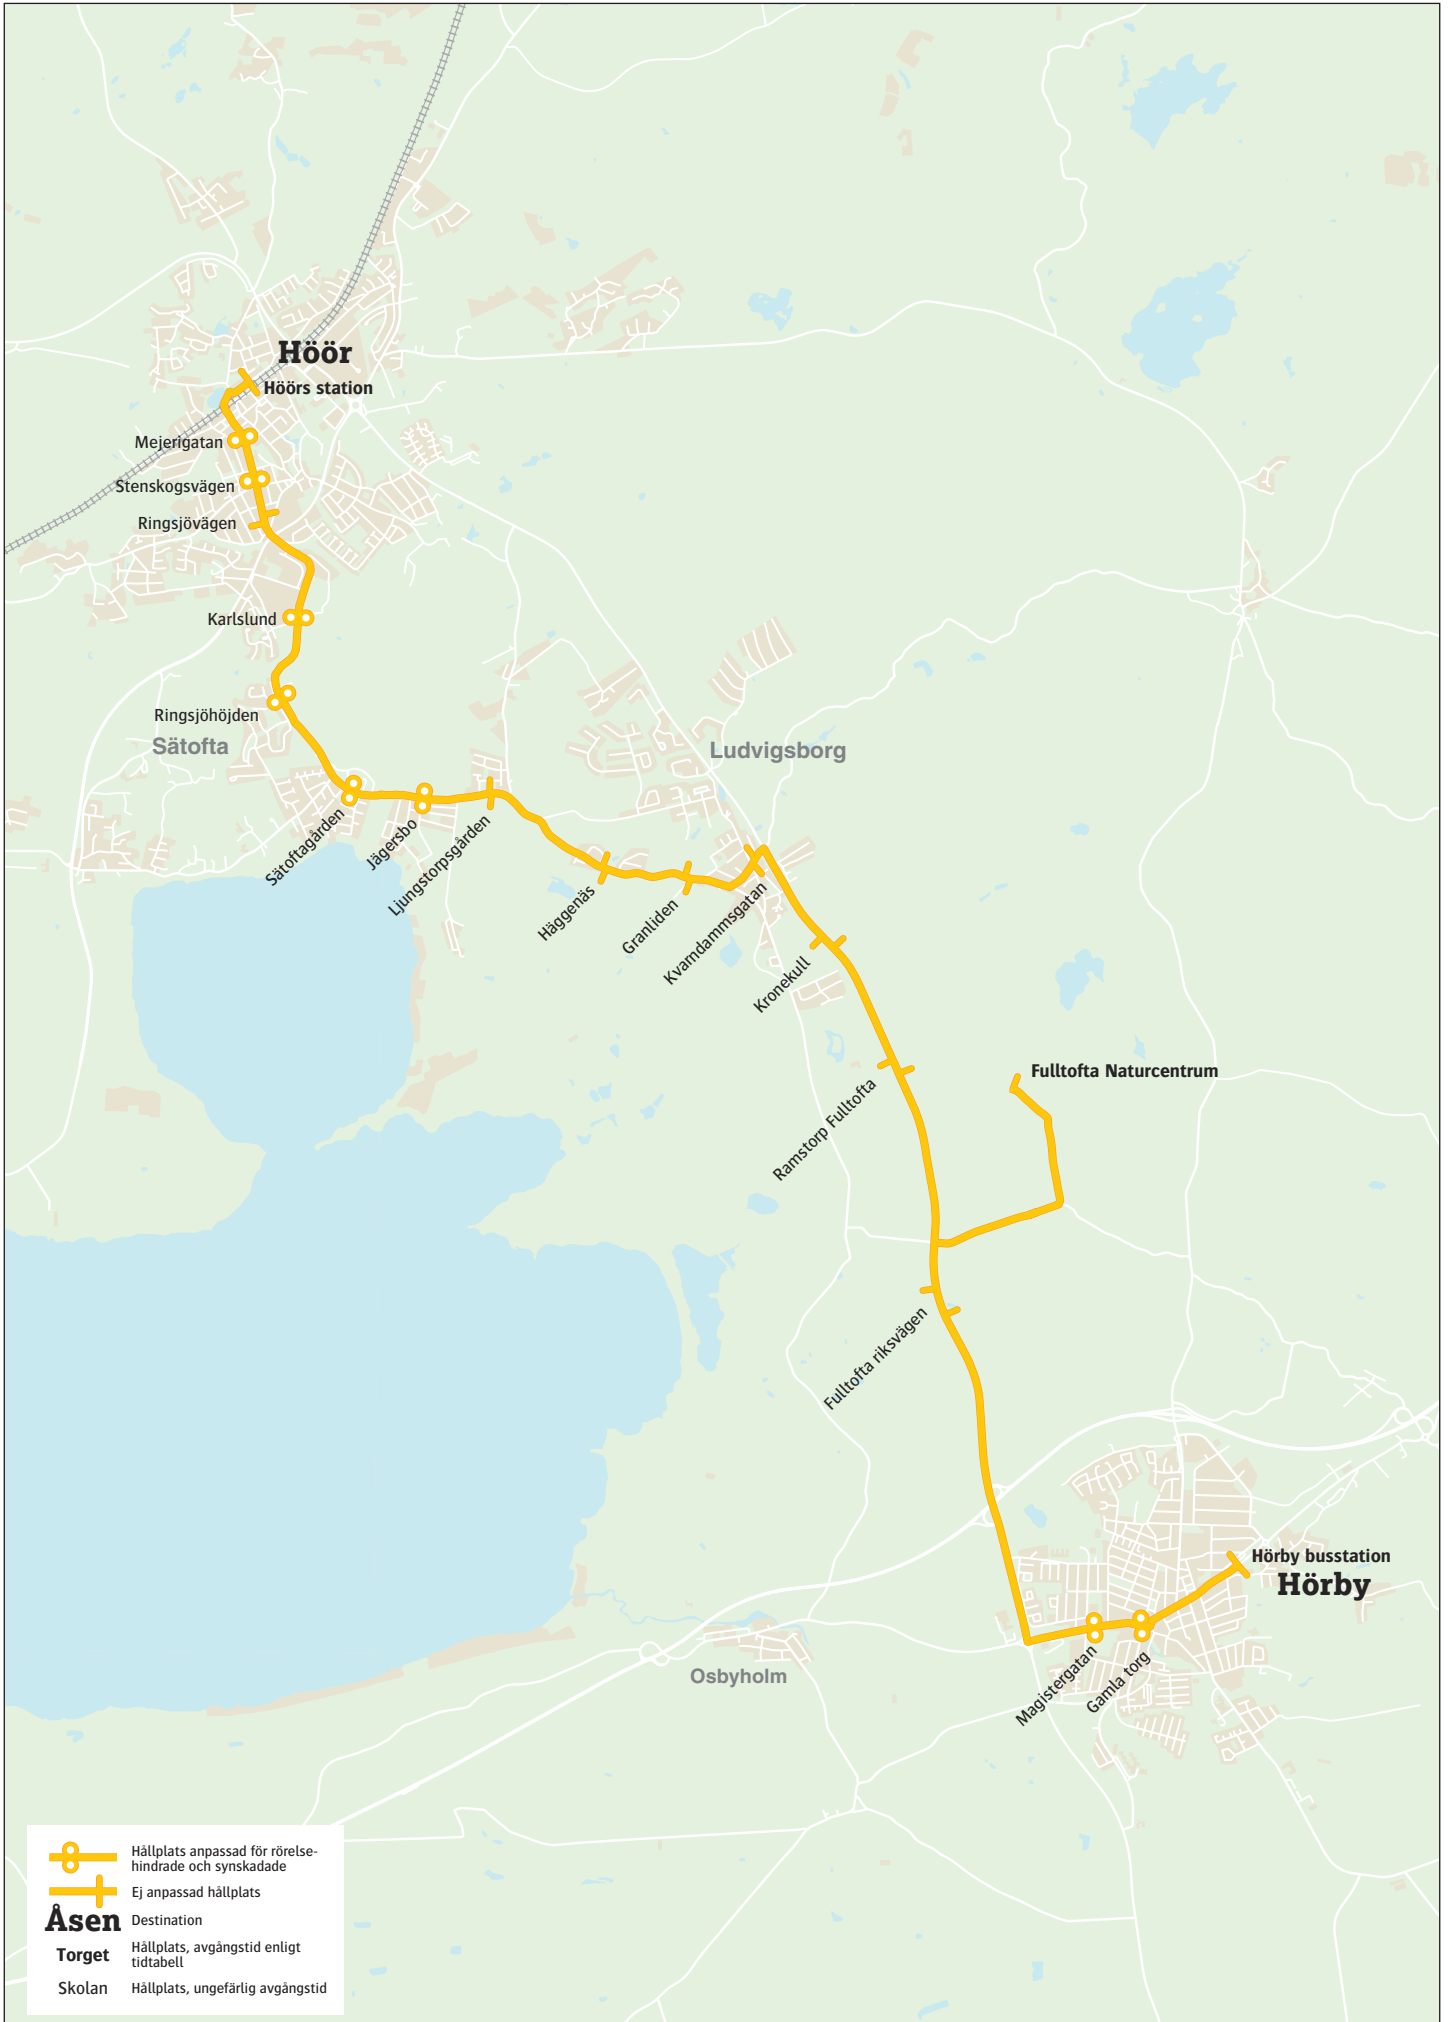 Höör
Höörs station
Mejerigatan
Stenskogsvägen
Ringsjövägen
Karlslund
Ringsjöhöjden
Sätofta
Ludvigsborg
Sätoftagården
Jägersbo
Ljungstorpsgården
Häggenäs
Granliden
Kvarndammsgatan
Kronekull
Ramstorp Fulltofta
Fulltofta Naturcentrum
Fulltofta riksvägen
Hörby busstation
Hörby
Magistergatan
Gamla torg
Osbyholm
Hållplats anpassad för rörelse-
hindrade och synskadade
Ej anpassad hållplats
Åsen Destination
Torget Hållplats, avgångstid enligt
tidtabell
Skolan Hållplats, ungefärlig avgångstid